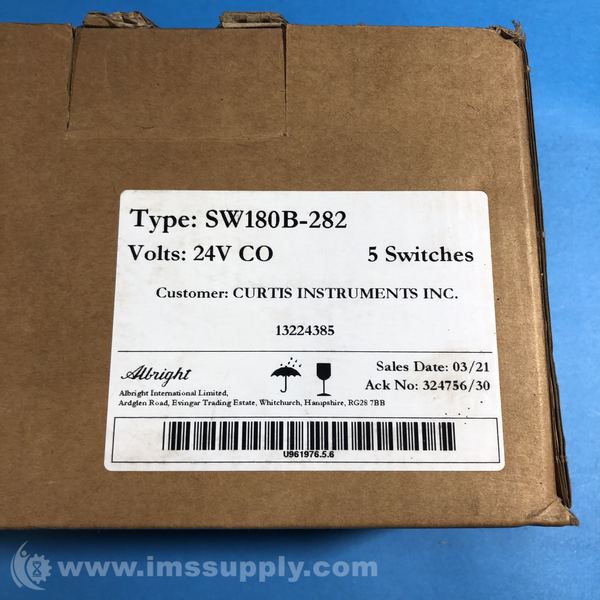 Type: SW180B-282
Volts: 24V CO 5 Switches
Customer: CURTIS INSTRUMENTS INC.
13224385
Albright
Sales Date: 03/21
Ack No: 324756/30
Albright International Limited,
Ardglen Road, Evingar Trading Estate, Whitchurch, Hampshire, RG28 7BB
U961976.5.6
www.imssupply.com